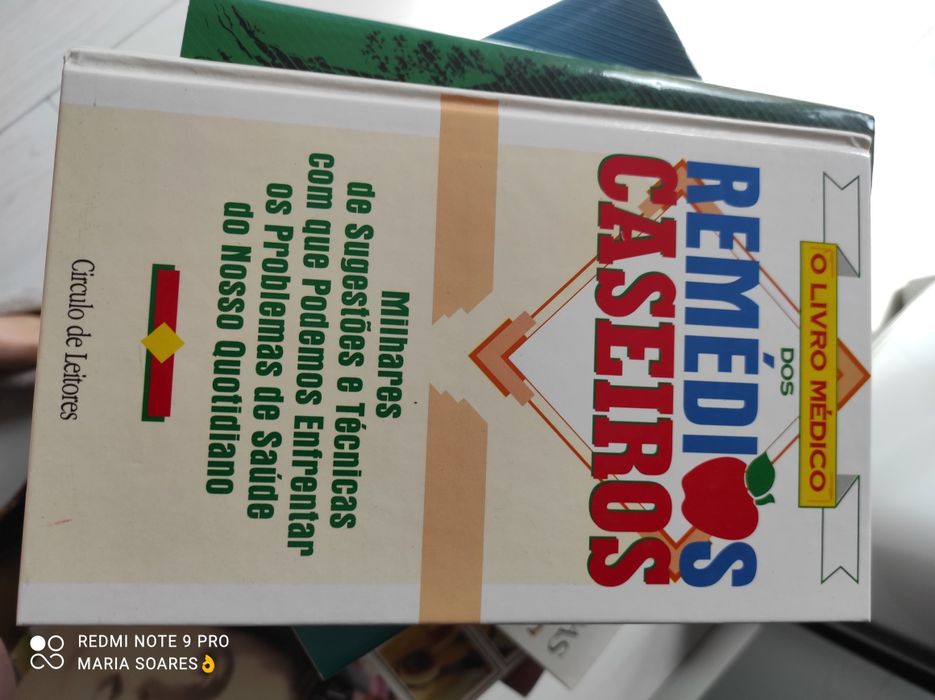 O LIVRO MÉDICO
DOS
REMÉDIOS
CASEIROS
Milhares
de Sugestões e Técnicas
com que Podemos Enfrentar
os Problemas de Saúde
do Nosso Quotidiano
Círculo de Leitores
REDMI NOTE 9 PRO
MARIA SOARES👌